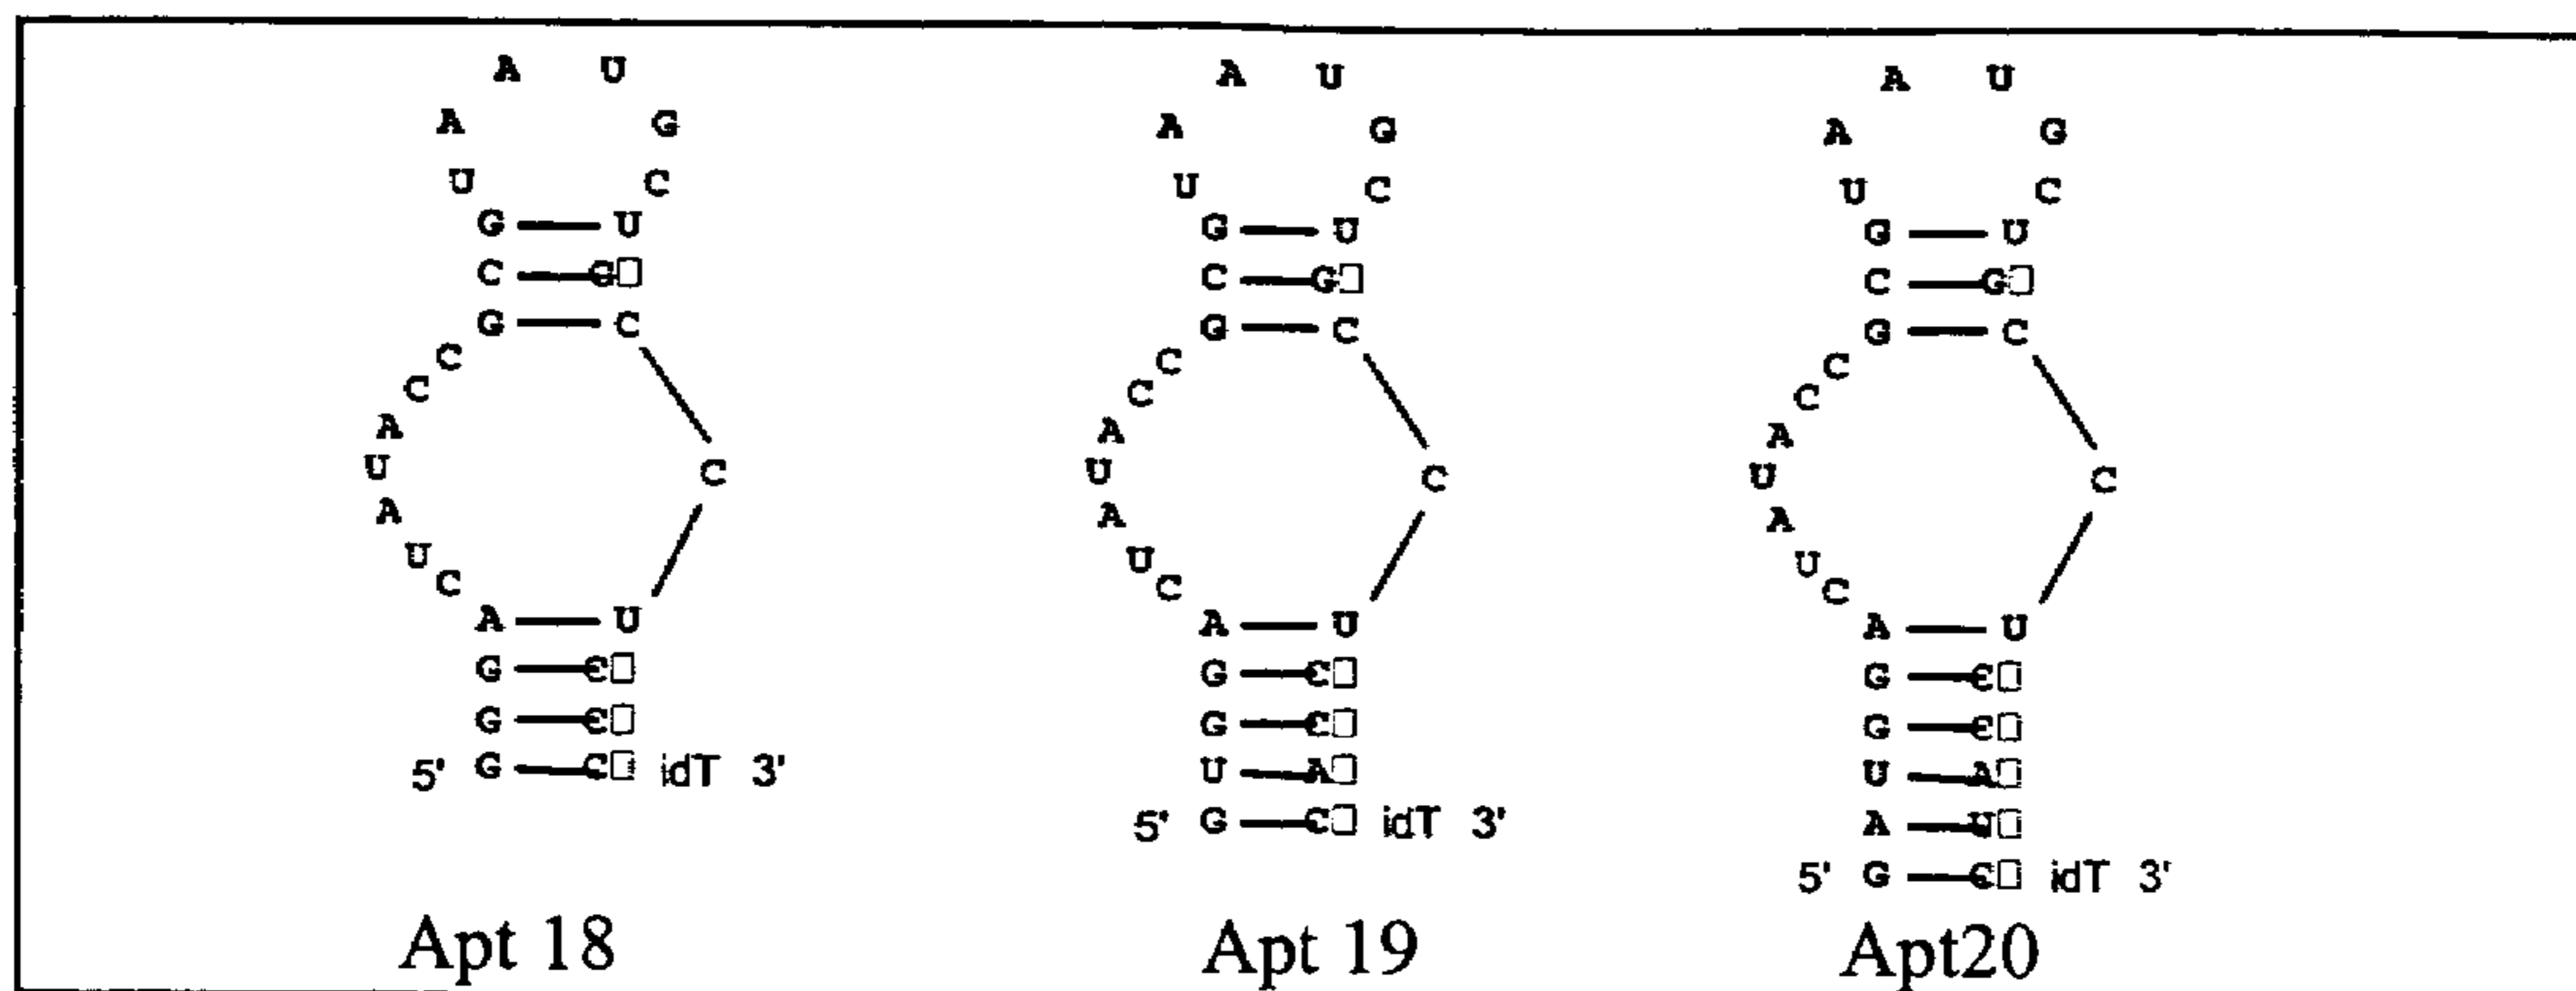 A U A U A U
A G A G A G
U C U C U C
G U G U G U
C G□ C G□ C G□
G C G C G C
C C C
C C C
A A A
U C U C U C
A A A
U U U
C C C
A U A U A U
G C□ G C□ G C□
G C□ G C□ G C□
5' G C□ idT 3' U A□ U A□
5' G C□ idT 3' A U□
5' G C□ idT 3'
Apt 18 Apt 19 Apt20